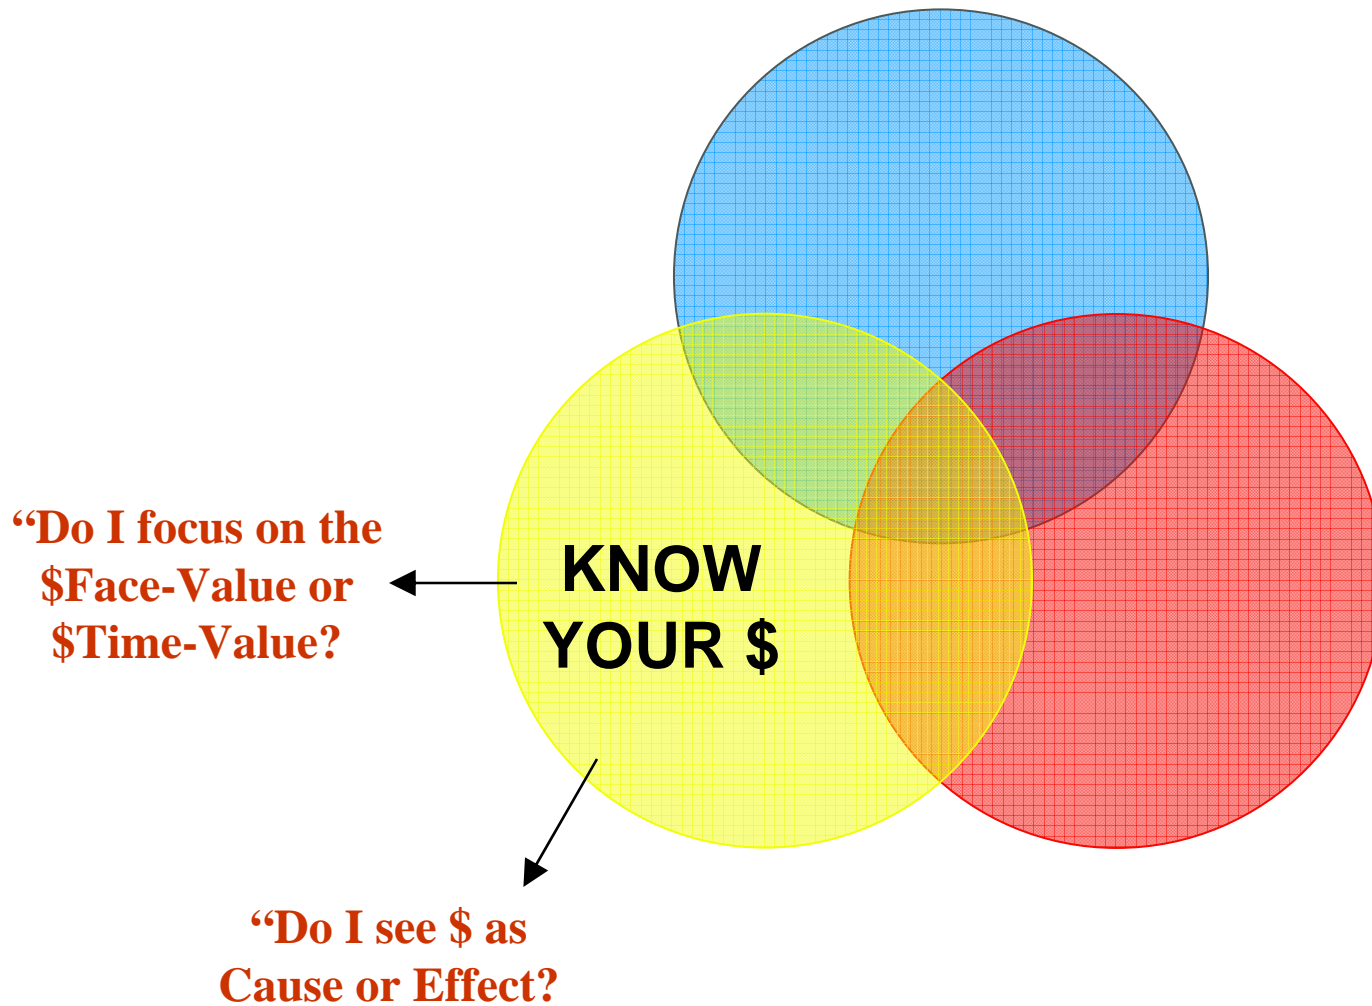 “Do I focus on the
$Face-Value or
$Time-Value?
KNOW
YOUR $
“Do I see $ as
Cause or Effect?